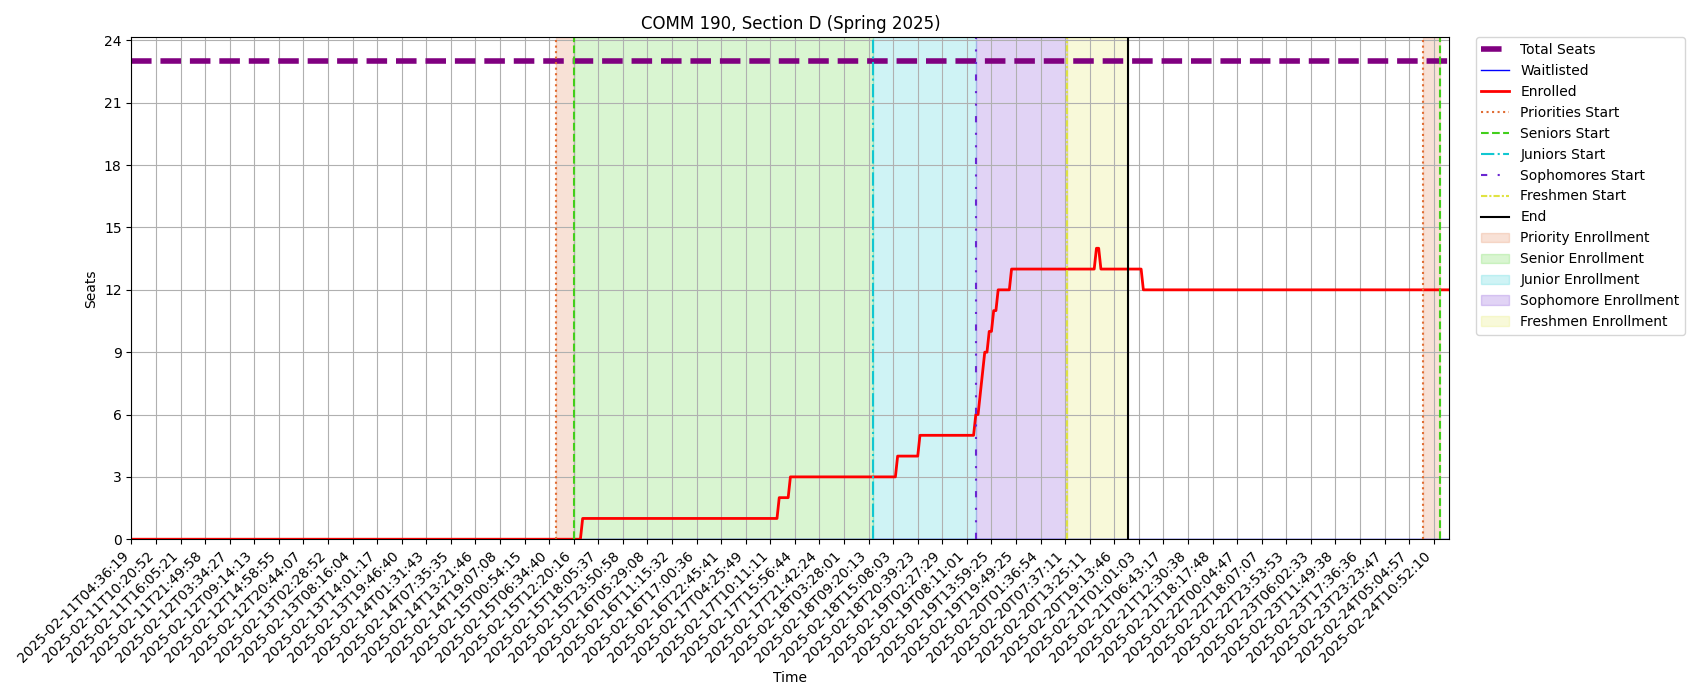 COMM 190, Section D (Spring 2025)
24
21
18
15
12
9
6
3
0
Seats
2025-02-11T04:36:19
2025-02-11T10:20:52
2025-02-11T16:05:21
2025-02-11T21:49:58
2025-02-12T03:34:27
2025-02-12T09:14:13
2025-02-12T14:58:55
2025-02-12T20:44:07
2025-02-13T02:28:52
2025-02-13T08:16:04
2025-02-13T14:01:17
2025-02-13T19:46:40
2025-02-14T01:31:43
2025-02-14T07:35:35
2025-02-14T13:21:46
2025-02-14T19:07:08
2025-02-15T00:54:15
2025-02-15T06:34:40
2025-02-15T12:20:16
2025-02-15T18:05:37
2025-02-15T23:50:58
2025-02-16T05:29:08
2025-02-16T11:15:32
2025-02-16T17:00:36
2025-02-16T22:45:41
2025-02-17T04:25:49
2025-02-17T10:11:11
2025-02-17T15:56:44
2025-02-17T21:42:24
2025-02-18T03:28:01
2025-02-18T09:20:13
2025-02-18T15:08:03
2025-02-18T20:39:23
2025-02-19T02:27:29
2025-02-19T08:11:01
2025-02-19T13:59:25
2025-02-19T19:49:25
2025-02-20T01:36:54
2025-02-20T07:37:11
2025-02-20T13:25:11
2025-02-20T19:13:46
2025-02-21T01:01:03
2025-02-21T06:43:17
2025-02-21T12:30:38
2025-02-21T18:17:48
2025-02-22T00:04:47
2025-02-22T18:07:07
2025-02-22T23:53:53
2025-02-23T06:02:33
2025-02-23T11:49:38
2025-02-23T17:36:36
2025-02-23T23:23:47
2025-02-24T05:04:57
2025-02-24T10:52:10
Time
Total Seats
Waitlisted
Enrolled
Priorities Start
Seniors Start
Juniors Start
Sophomores Start
Freshmen Start
End
Priority Enrollment
Senior Enrollment
Junior Enrollment
Sophomore Enrollment
Freshmen Enrollment